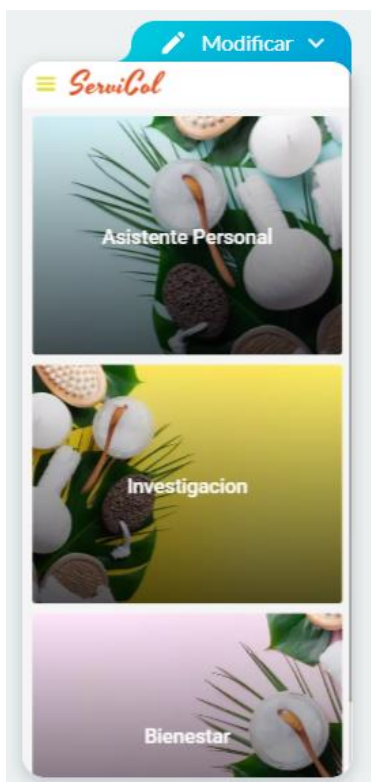 Modificar
ServiCol
Asistente Personal
Investigacion
Bienestar